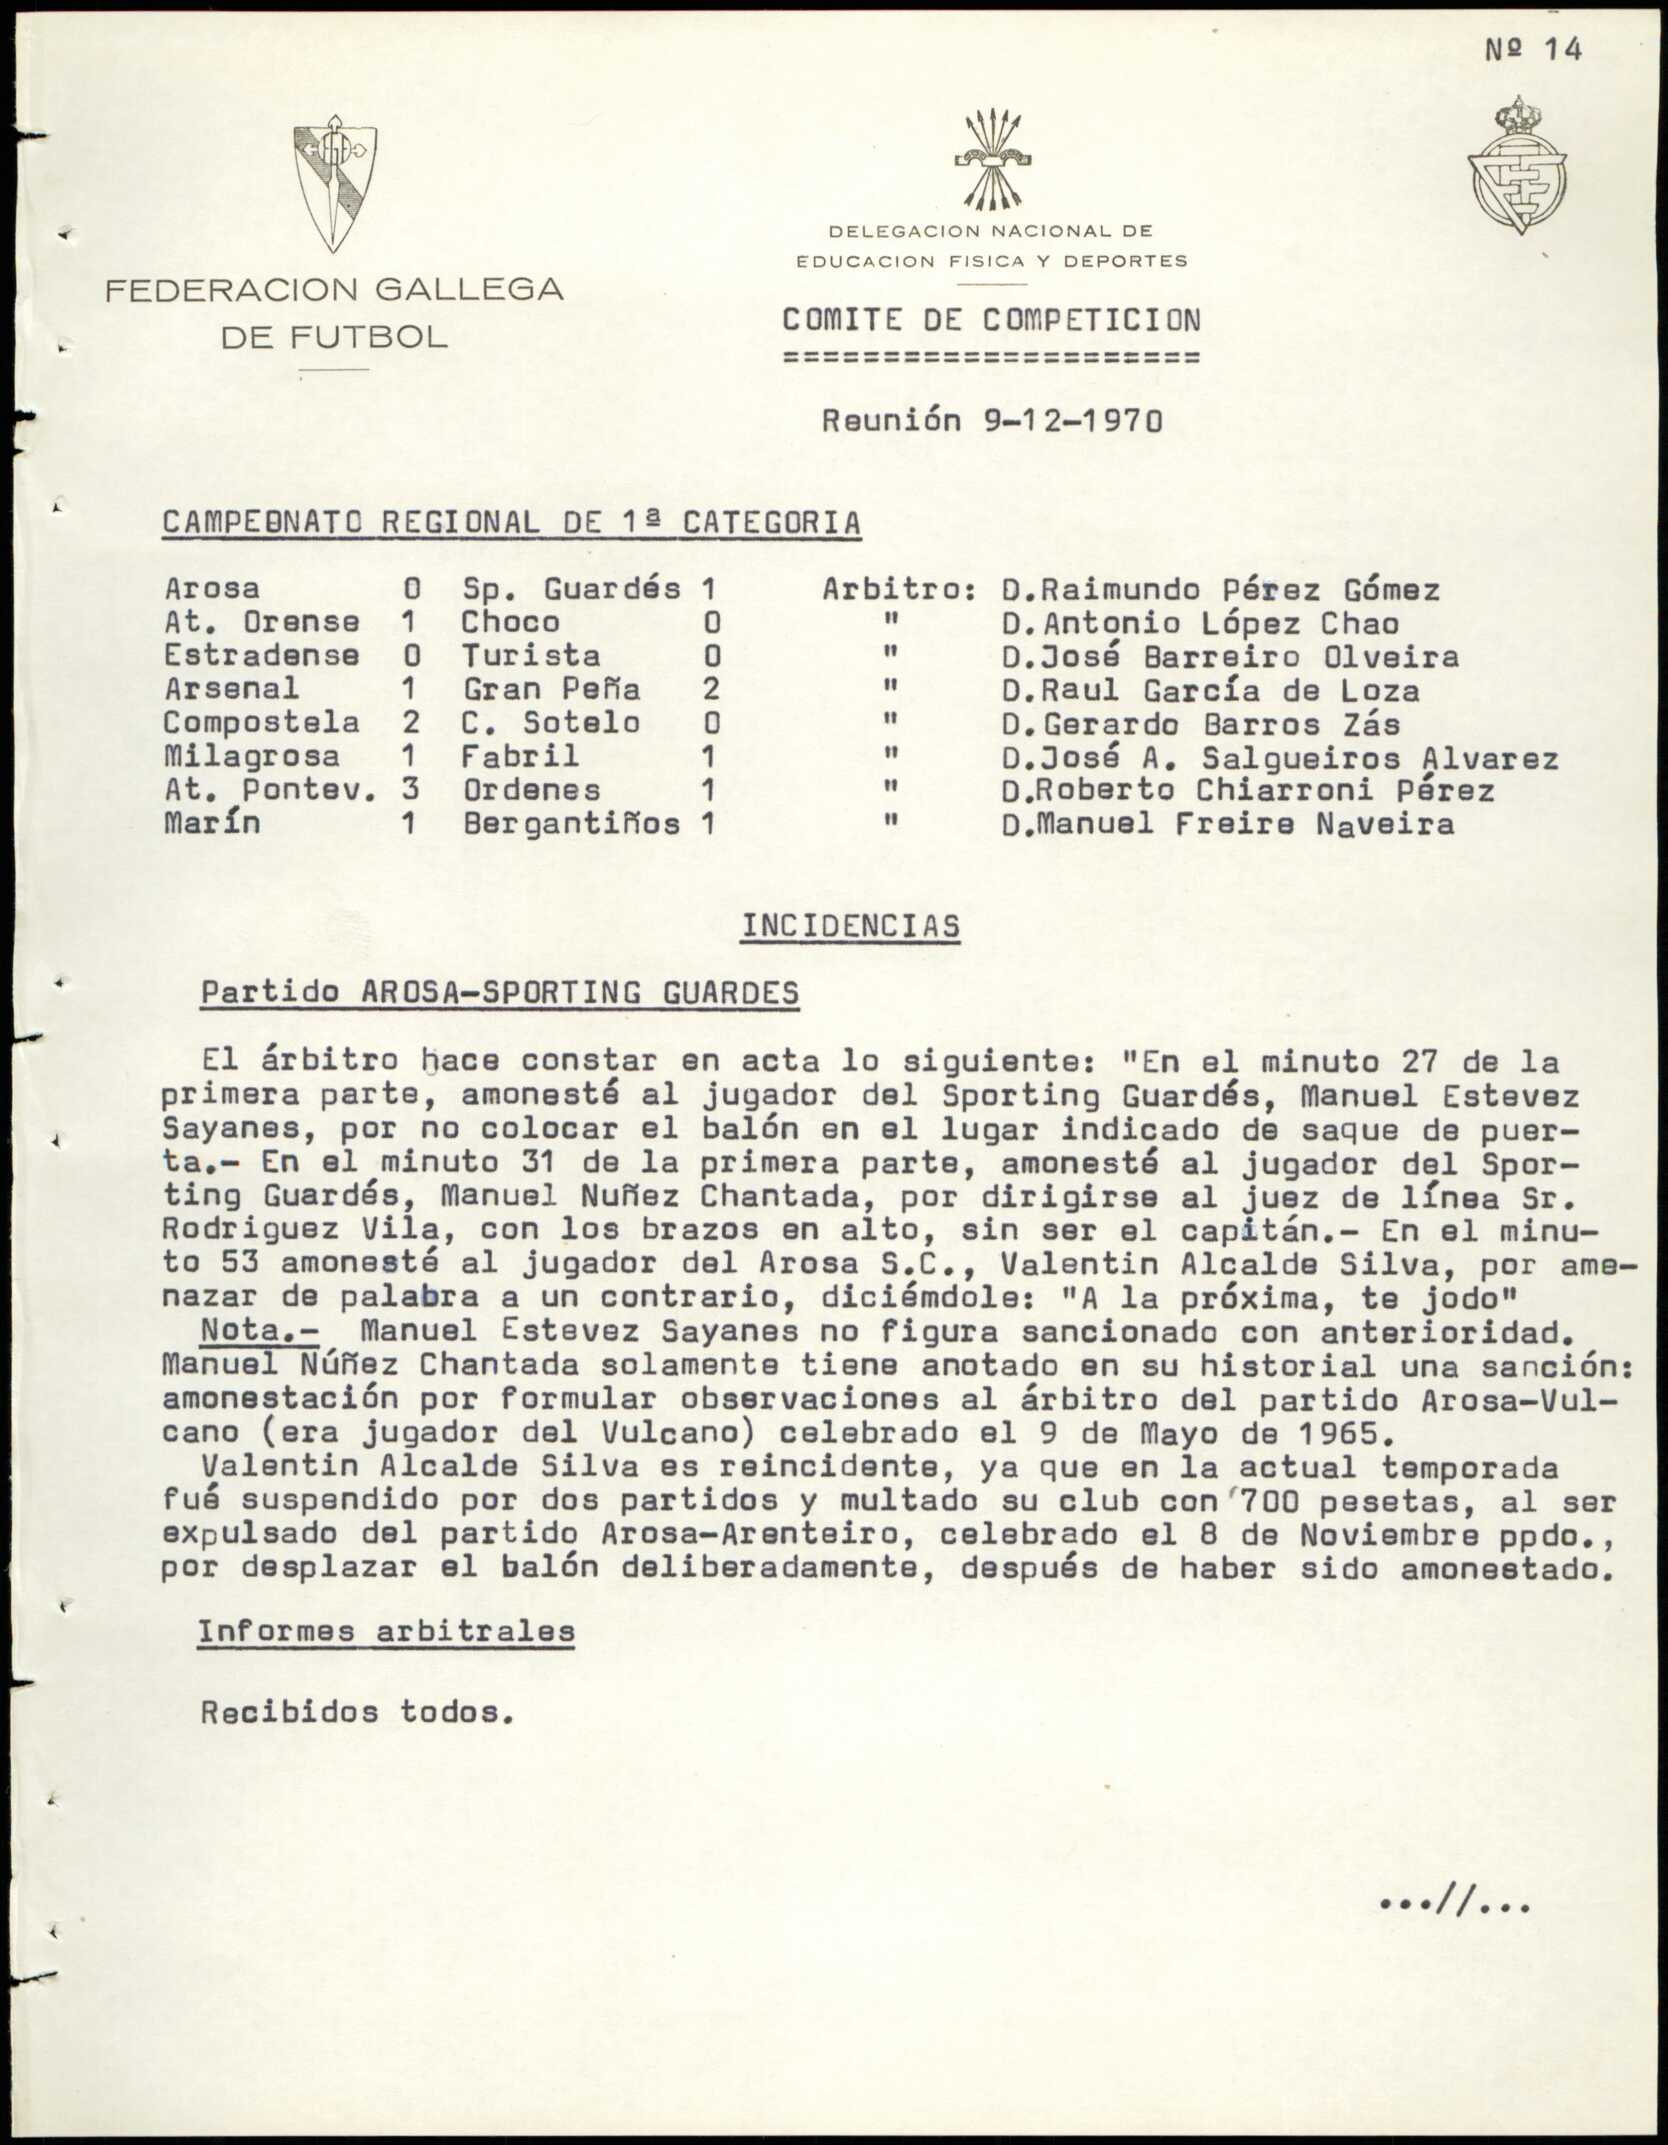 Nº 14
FEDERACION GALLEGA
DE FUTBOL
DELEGACION NACIONAL DE
EDUCACION FISICA Y DEPORTES
COMITE DE COMPETICION
=====================
Reunión 9-12-1970
CAMPEONATO REGIONAL DE 1ª CATEGORIA
Arosa 0 Sp. Guardés 1 Arbitro: D.Raimundo Pérez Gómez
At. Orense 1 Choco 0 " D.Antonio López Chao
Estradense 0 Turista 0 " D.José Barreiro Olveira
Arsenal 1 Gran Peña 2 " D.Raul García de Loza
Compostela 2 C. Sotelo 0 " D.Gerardo Barros Zás
Milagrosa 1 Fabril 1 " D.José A. Salgueiros Alvarez
At. Pontev. 3 Ordenes 1 " D.Roberto Chiarroni Pérez
Marín 1 Bergantiños 1 " D.Manuel Freire Naveira
INCIDENCIAS
Partido AROSA-SPORTING GUARDES
El árbitro hace constar en acta lo siguiente: "En el minuto 27 de la
primera parte, amonesté al jugador del Sporting Guardés, Manuel Estevez
Sayanes, por no colocar el balón en el lugar indicado de saque de puer-
ta.- En el minuto 31 de la primera parte, amonesté al jugador del Spor-
ting Guardés, Manuel Nuñez Chantada, por dirigirse al juez de línea Sr.
Rodriguez Vila, con los brazos en alto, sin ser el capitán.- En el minu-
to 53 amonesté al jugador del Arosa S.C., Valentin Alcalde Silva, por ame-
nazar de palabra a un contrario, diciémdole: "A la próxima, te jodo"
Nota.- Manuel Estevez Sayanes no figura sancionado con anterioridad.
Manuel Núñez Chantada solamente tiene anotado en su historial una sanción:
amonestación por formular observaciones al árbitro del partido Arosa-Vul-
cano (era jugador del Vulcano) celebrado el 9 de Mayo de 1965.
Valentin Alcalde Silva es reincidente, ya que en la actual temporada
fué suspendido por dos partidos y multado su club con 700 pesetas, al ser
expulsado del partido Arosa-Arenteiro, celebrado el 8 de Noviembre ppdo.,
por desplazar el balón deliberadamente, después de haber sido amoneetado.
Informes arbitrales
Recibidos todos.
...//...